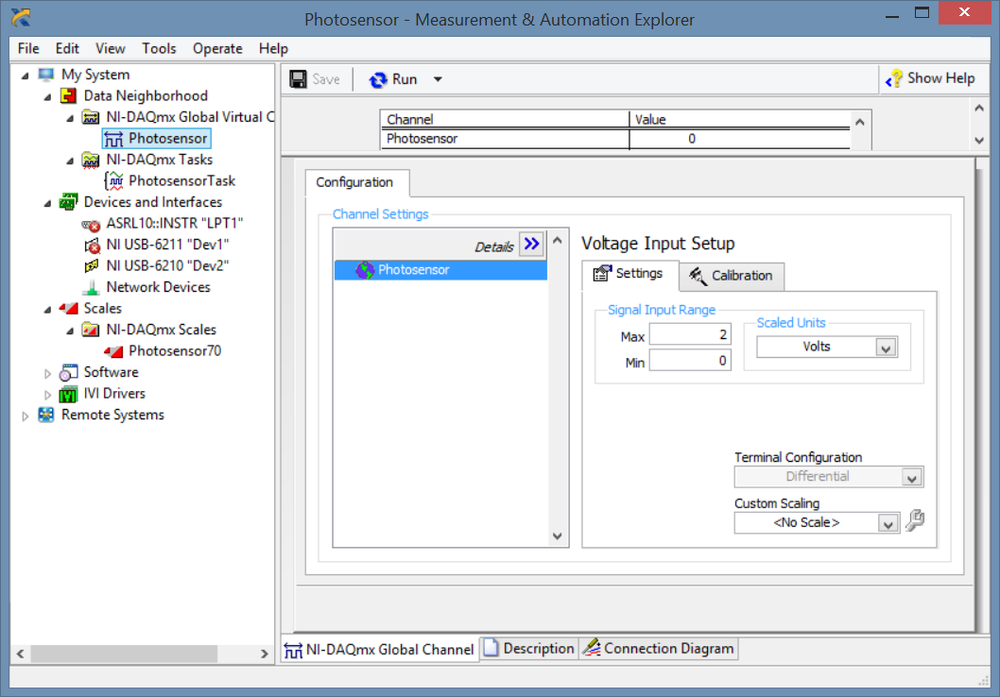 Photosensor - Measurement & Automation Explorer
File Edit View Tools Operate Help
My System
Data Neighborhood
NI-DAQmx Global Virtual C
Photosensor
NI-DAQmx Tasks
PhotosensorTask
Devices and Interfaces
ASRL10::INSTR "LPT1"
NI USB-6211 "Dev1"
NI USB-6210 "Dev2"
Network Devices
Scales
NI-DAQmx Scales
Photosensor70
Software
IVI Drivers
Remote Systems
Save Run Show Help
Channel Value
Photosensor 0
Configuration
Channel Settings
Details
Photosensor
Voltage Input Setup
Settings Calibration
Signal Input Range
Max 2
Min 0
Scaled Units
Volts
Terminal Configuration
Differential
Custom Scaling
<No Scale>
NI-DAQmx Global Channel Description Connection Diagram